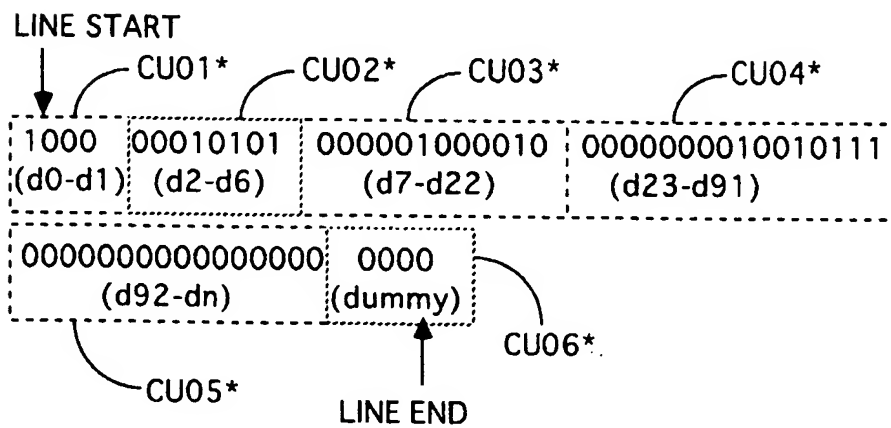 LINE START
CU01* CU02* CU03* CU04*
1000 00010101 000001000010 0000000010010111
(d0-d1) (d2-d6) (d7-d22) (d23-d91)
0000000000000000 0000
(d92-dn) (dummy)
CU06*
CU05*
LINE END